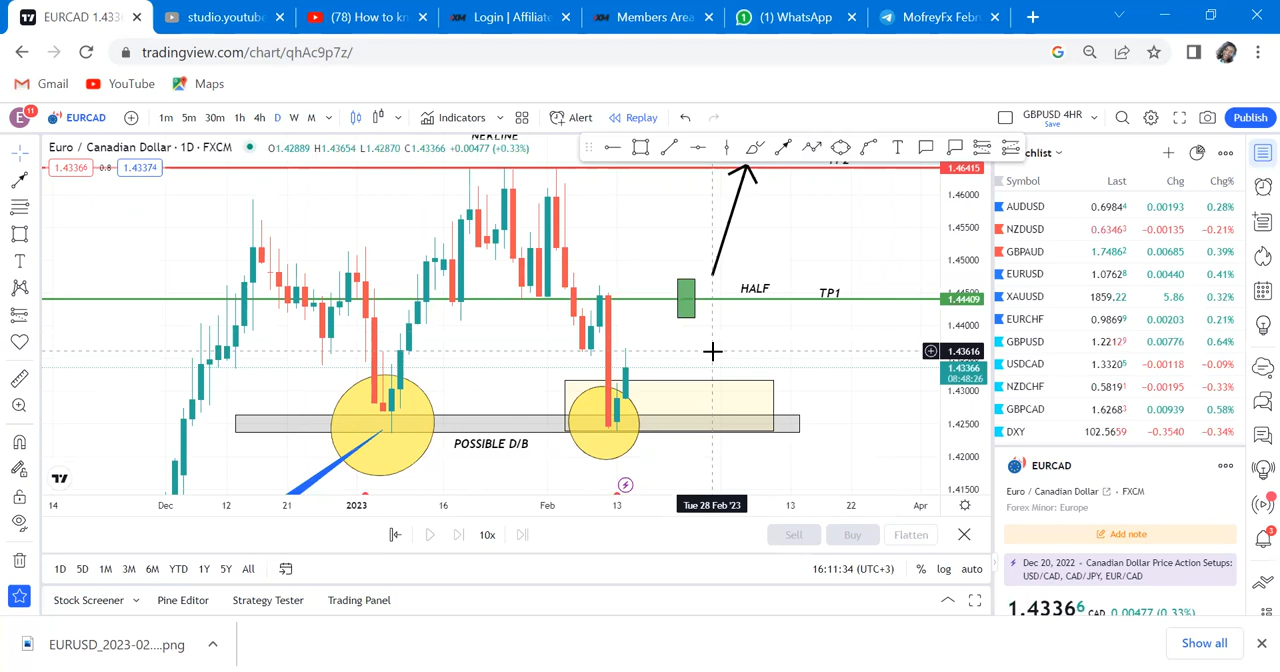 EURCAD 1.433
studio.youtube
(78) How to kn
XM Login | Affiliate
XM Members Area
(1) WhatsApp
MofreyFx Febr
tradingview.com/chart/qhAc9p7z/
Gmail YouTube Maps
E 11 EURCAD 1m 5m 30m 1h 4h D W M Indicators Alert Replay GBPUSD 4HR Save Publish
NEKLINE
Euro / Canadian Dollar · 1D · FXCM O1.42889 H1.43654 L1.42870 C1.43366 +0.00477 (+0.33%)
1.43366 0.8 1.43374
TP2
1.46415
1.46000
1.45500
1.45000
HALF TP1
1.44409
1.44000
1.43616
1.43366
08:48:26
1.43000
1.42500
POSSIBLE D/B
1.42000
1.41500
14 Dec 12 21 2023 16 Feb 13 Tue 28 Feb '23 13 22 Apr
10x Sell Buy Flatten
1D 5D 1M 3M 6M YTD 1Y 5Y All 16:11:34 (UTC+3) % log auto
Stock Screener Pine Editor Strategy Tester Trading Panel
chlist
Symbol Last Chg Chg%
AUDUSD 0.6984⁴ 0.00193 0.28%
NZDUSD 0.6346³ −0.00135 −0.21%
GBPAUD 1.7486² 0.00685 0.39%
EURUSD 1.0762⁸ 0.00440 0.41%
XAUUSD 1859.22 5.86 0.32%
EURCHF 0.9869⁹ 0.00203 0.21%
GBPUSD 1.2212⁹ 0.00776 0.64%
USDCAD 1.3320⁵ −0.00118 −0.09%
NZDCHF 0.5819¹ −0.00195 −0.33%
GBPCAD 1.6268³ 0.00939 0.58%
DXY 102.5659 −0.3540 −0.34%
EURCAD
Euro / Canadian Dollar · FXCM
Forex Minor: Europe
Add note
Dec 20, 2022 - Canadian Dollar Price Action Setups:
USD/CAD, CAD/JPY, EUR/CAD
1.4336⁶ CAD 0.00477 (0.33%)
3
EURUSD_2023-02....png
Show all